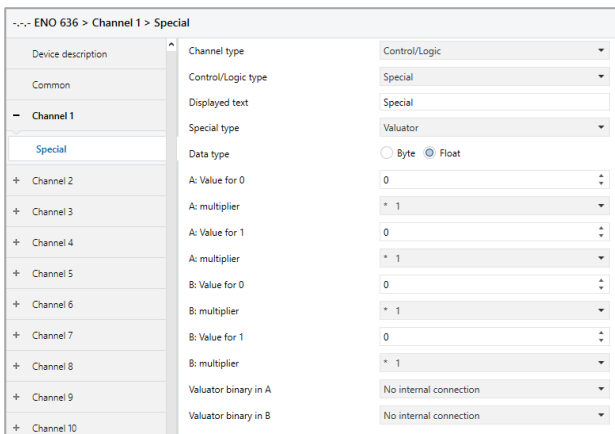 -.-.- ENO 636 > Channel 1 > Special
Device description
Common
− Channel 1
Special
+ Channel 2
+ Channel 3
+ Channel 4
+ Channel 5
+ Channel 6
+ Channel 7
+ Channel 8
+ Channel 9
+ Channel 10
Channel type Control/Logic
Control/Logic type Special
Displayed text Special
Special type Valuator
Data type Byte Float
A: Value for 0 0
A: multiplier * 1
A: Value for 1 0
A: multiplier * 1
B: Value for 0 0
B: multiplier * 1
B: Value for 1 0
B: multiplier * 1
Valuator binary in A No internal connection
Valuator binary in B No internal connection